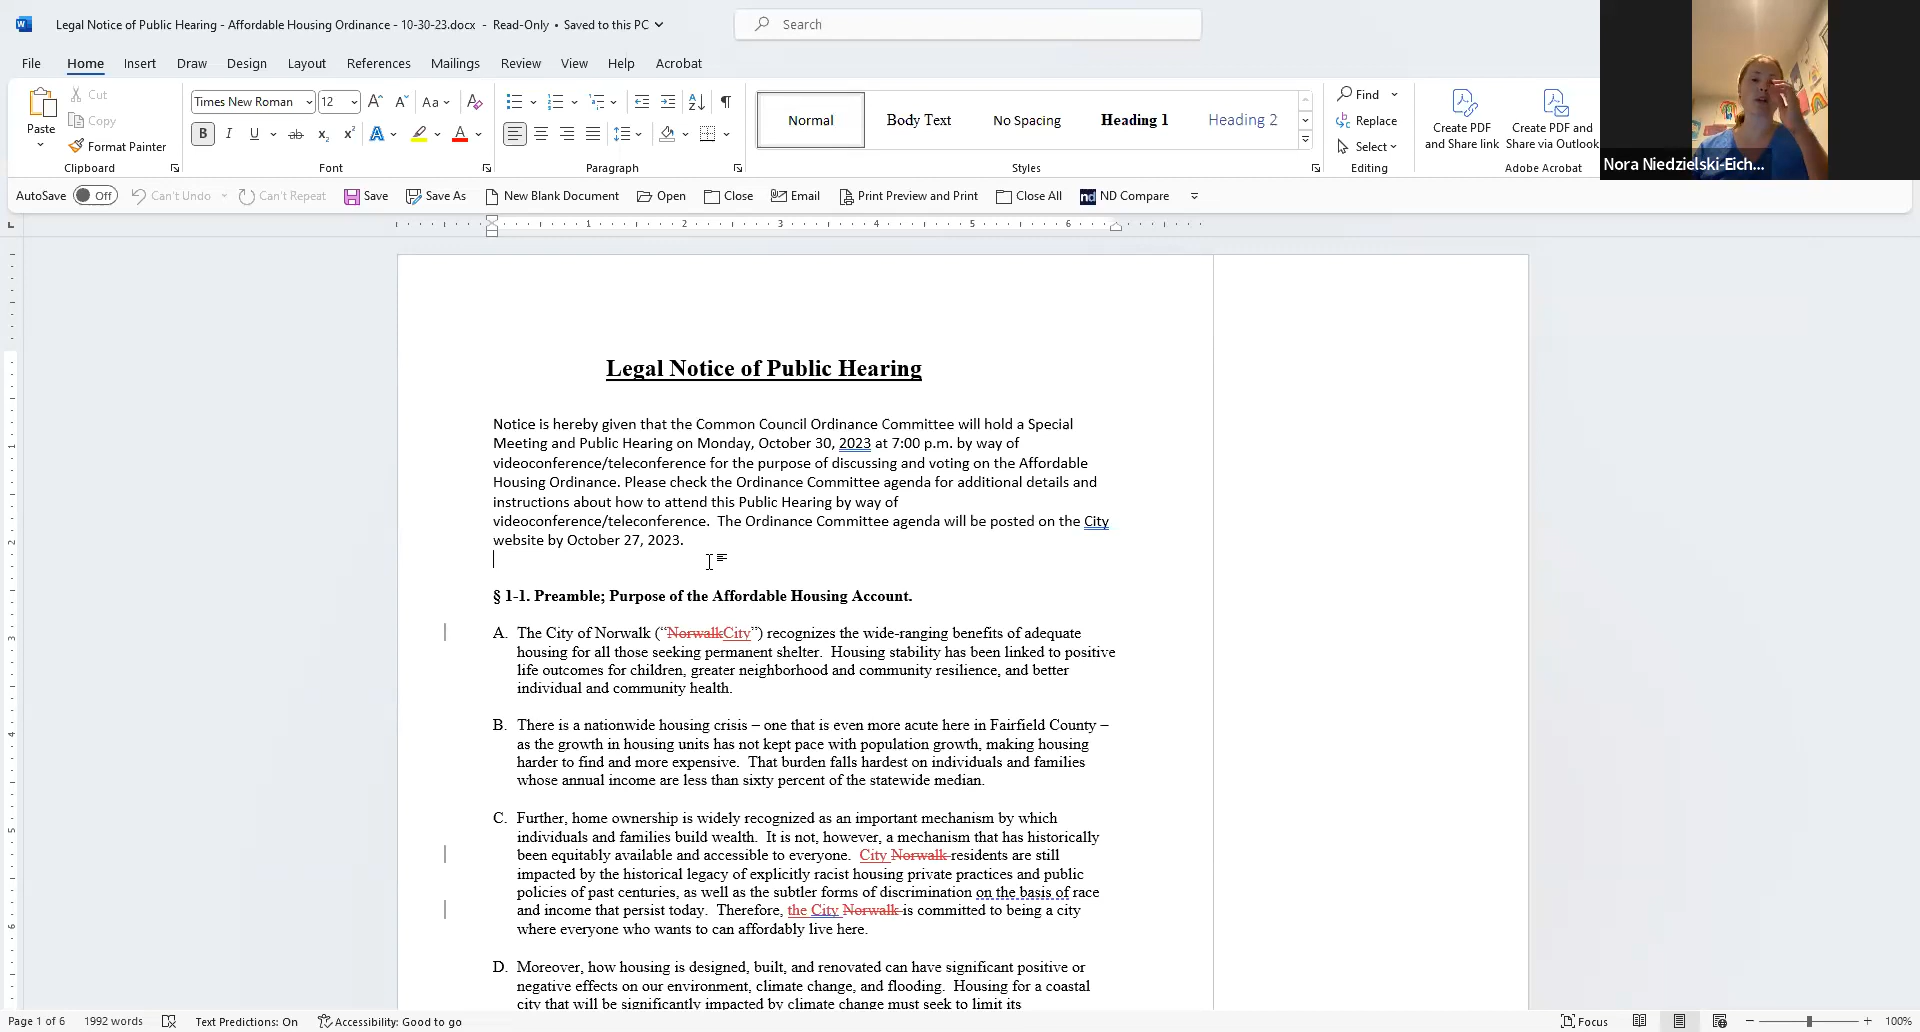 Legal Notice of Public Hearing - Affordable Housing Ordinance - 10-30-23.docx - Read-Only • Saved to this PC
Search
File Home Insert Draw Design Layout References Mailings Review View Help Acrobat
Paste
Cut
Copy
Format Painter
Clipboard
Times New Roman 12
Font
Paragraph
Normal Body Text No Spacing Heading 1 Heading 2
Styles
Find
Replace
Select
Editing
Create PDF and Share link
Create PDF and Share via Outlook
Adobe Acrobat
Nora Niedzielski-Eich...
AutoSave Off Can't Undo Can't Repeat Save Save As New Blank Document Open Close Email Print Preview and Print Close All nd ND Compare
1 2 3 4 5 6
Legal Notice of Public Hearing
Notice is hereby given that the Common Council Ordinance Committee will hold a Special
Meeting and Public Hearing on Monday, October 30, 2023 at 7:00 p.m. by way of
videoconference/teleconference for the purpose of discussing and voting on the Affordable
Housing Ordinance. Please check the Ordinance Committee agenda for additional details and
instructions about how to attend this Public Hearing by way of
videoconference/teleconference. The Ordinance Committee agenda will be posted on the City
website by October 27, 2023.
§ 1-1. Preamble; Purpose of the Affordable Housing Account.
A. The City of Norwalk (“NorwalkCity”) recognizes the wide-ranging benefits of adequate
housing for all those seeking permanent shelter. Housing stability has been linked to positive
life outcomes for children, greater neighborhood and community resilience, and better
individual and community health.
B. There is a nationwide housing crisis – one that is even more acute here in Fairfield County –
as the growth in housing units has not kept pace with population growth, making housing
harder to find and more expensive. That burden falls hardest on individuals and families
whose annual income are less than sixty percent of the statewide median.
C. Further, home ownership is widely recognized as an important mechanism by which
individuals and families build wealth. It is not, however, a mechanism that has historically
been equitably available and accessible to everyone. City Norwalk residents are still
impacted by the historical legacy of explicitly racist housing private practices and public
policies of past centuries, as well as the subtler forms of discrimination on the basis of race
and income that persist today. Therefore, the City Norwalk is committed to being a city
where everyone who wants to can affordably live here.
D. Moreover, how housing is designed, built, and renovated can have significant positive or
negative effects on our environment, climate change, and flooding. Housing for a coastal
city that will be significantly impacted by climate change must seek to limit its
Page 1 of 6 1992 words Text Predictions: On Accessibility: Good to go Focus 100%